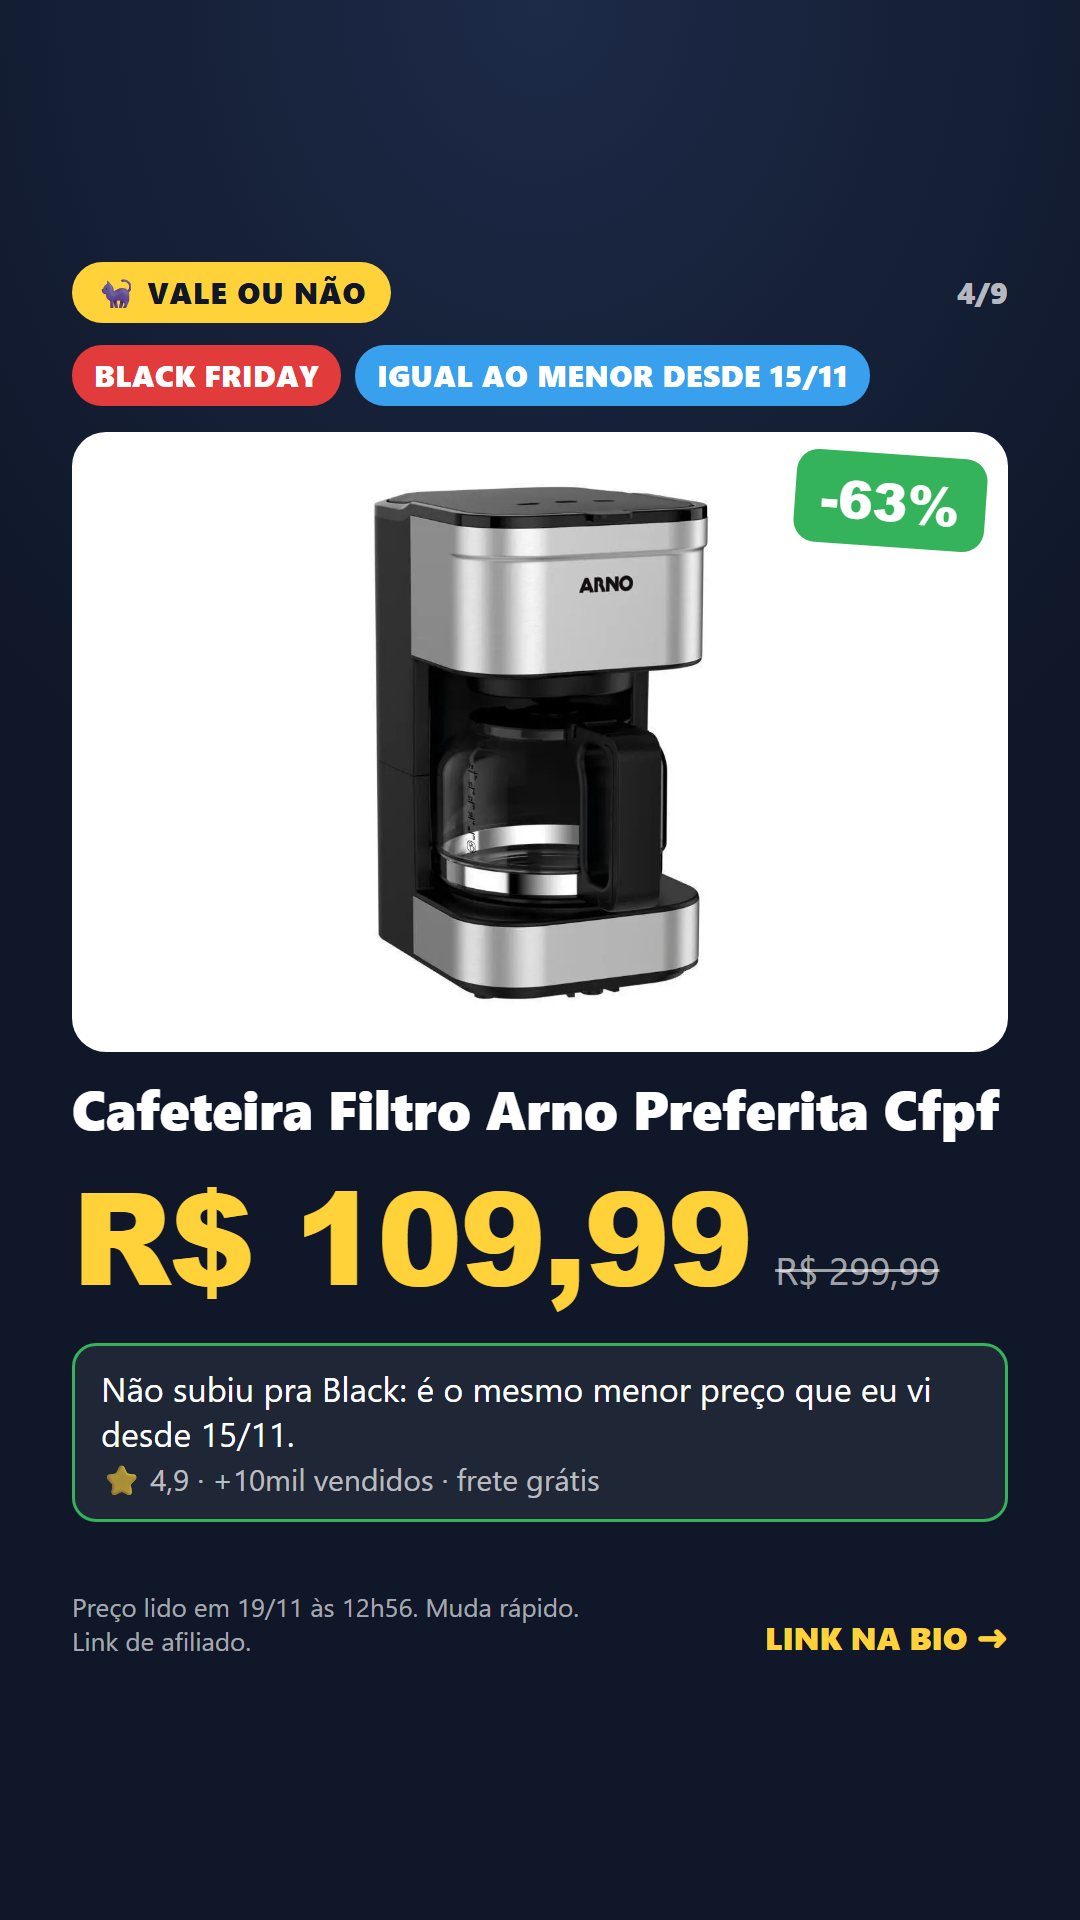 VALE OU NÃO
4/9
BLACK FRIDAY
IGUAL AO MENOR DESDE 15/11
-63%
ARNO
Cafeteira Filtro Arno Preferita Cfpf
R$ 109,99 R$ 299,99
Não subiu pra Black: é o mesmo menor preço que eu vi
desde 15/11.
4,9 · +10mil vendidos · frete grátis
Preço lido em 19/11 às 12h56. Muda rápido.
Link de afiliado.
LINK NA BIO ➜